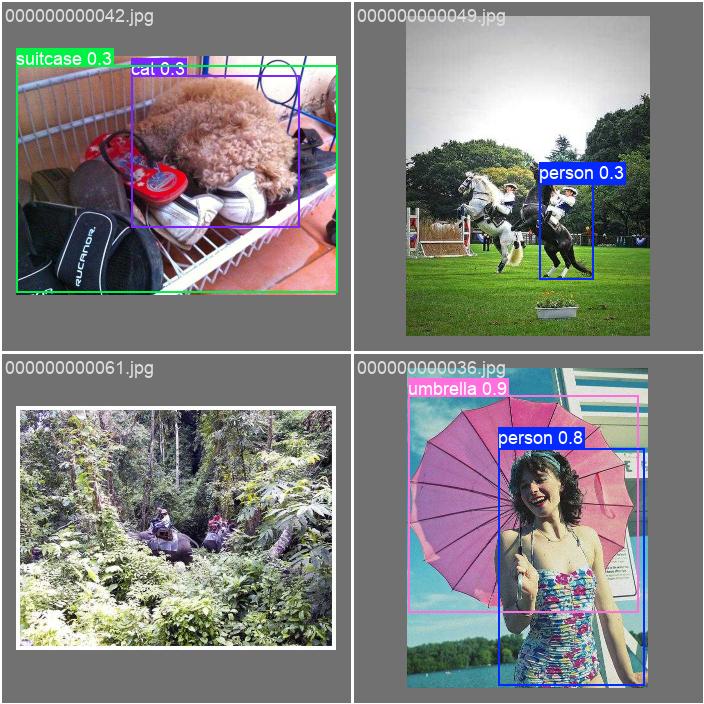 000000000042.jpg
suitcase 0.3
cat 0.3
RUCANOR.
000000000049.jpg
person 0.3
000000000061.jpg
000000000036.jpg
umbrella 0.9
person 0.8